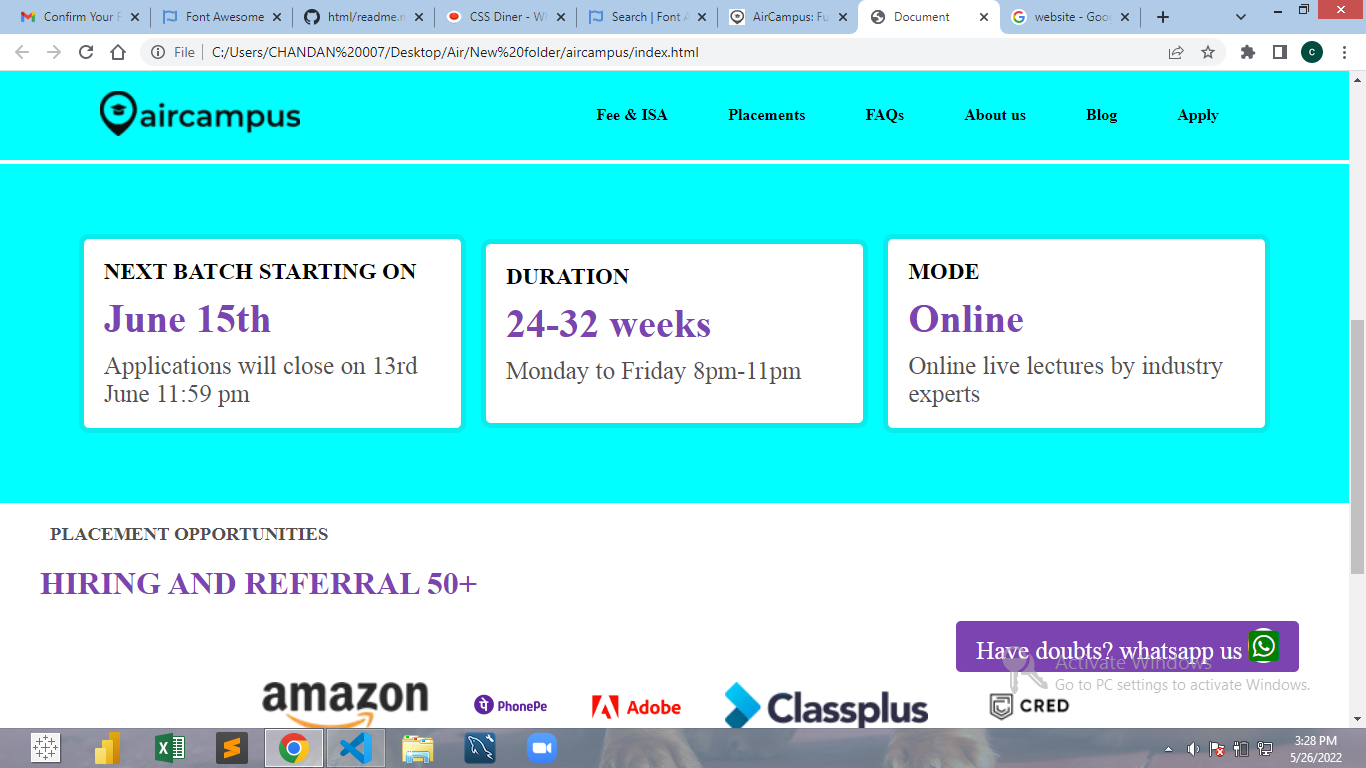 Confirm Your F
Font Awesome
html/readme.n
CSS Diner - Wh
Search | Font A
AirCampus: Fu
Document
website - Goog
File
C:/Users/CHANDAN%20007/Desktop/Air/New%20folder/aircampus/index.html
c
aircampus
Fee & ISA
Placements
FAQs
About us
Blog
Apply
NEXT BATCH STARTING ON
June 15th
Applications will close on 13rd
June 11:59 pm
DURATION
24-32 weeks
Monday to Friday 8pm-11pm
MODE
Online
Online live lectures by industry
experts
PLACEMENT OPPORTUNITIES
HIRING AND REFERRAL 50+
Have doubts? whatsapp us
Activate Windows
Go to PC settings to activate Windows.
amazon
PhonePe
Adobe
Classplus
CRED
3:28 PM
5/26/2022